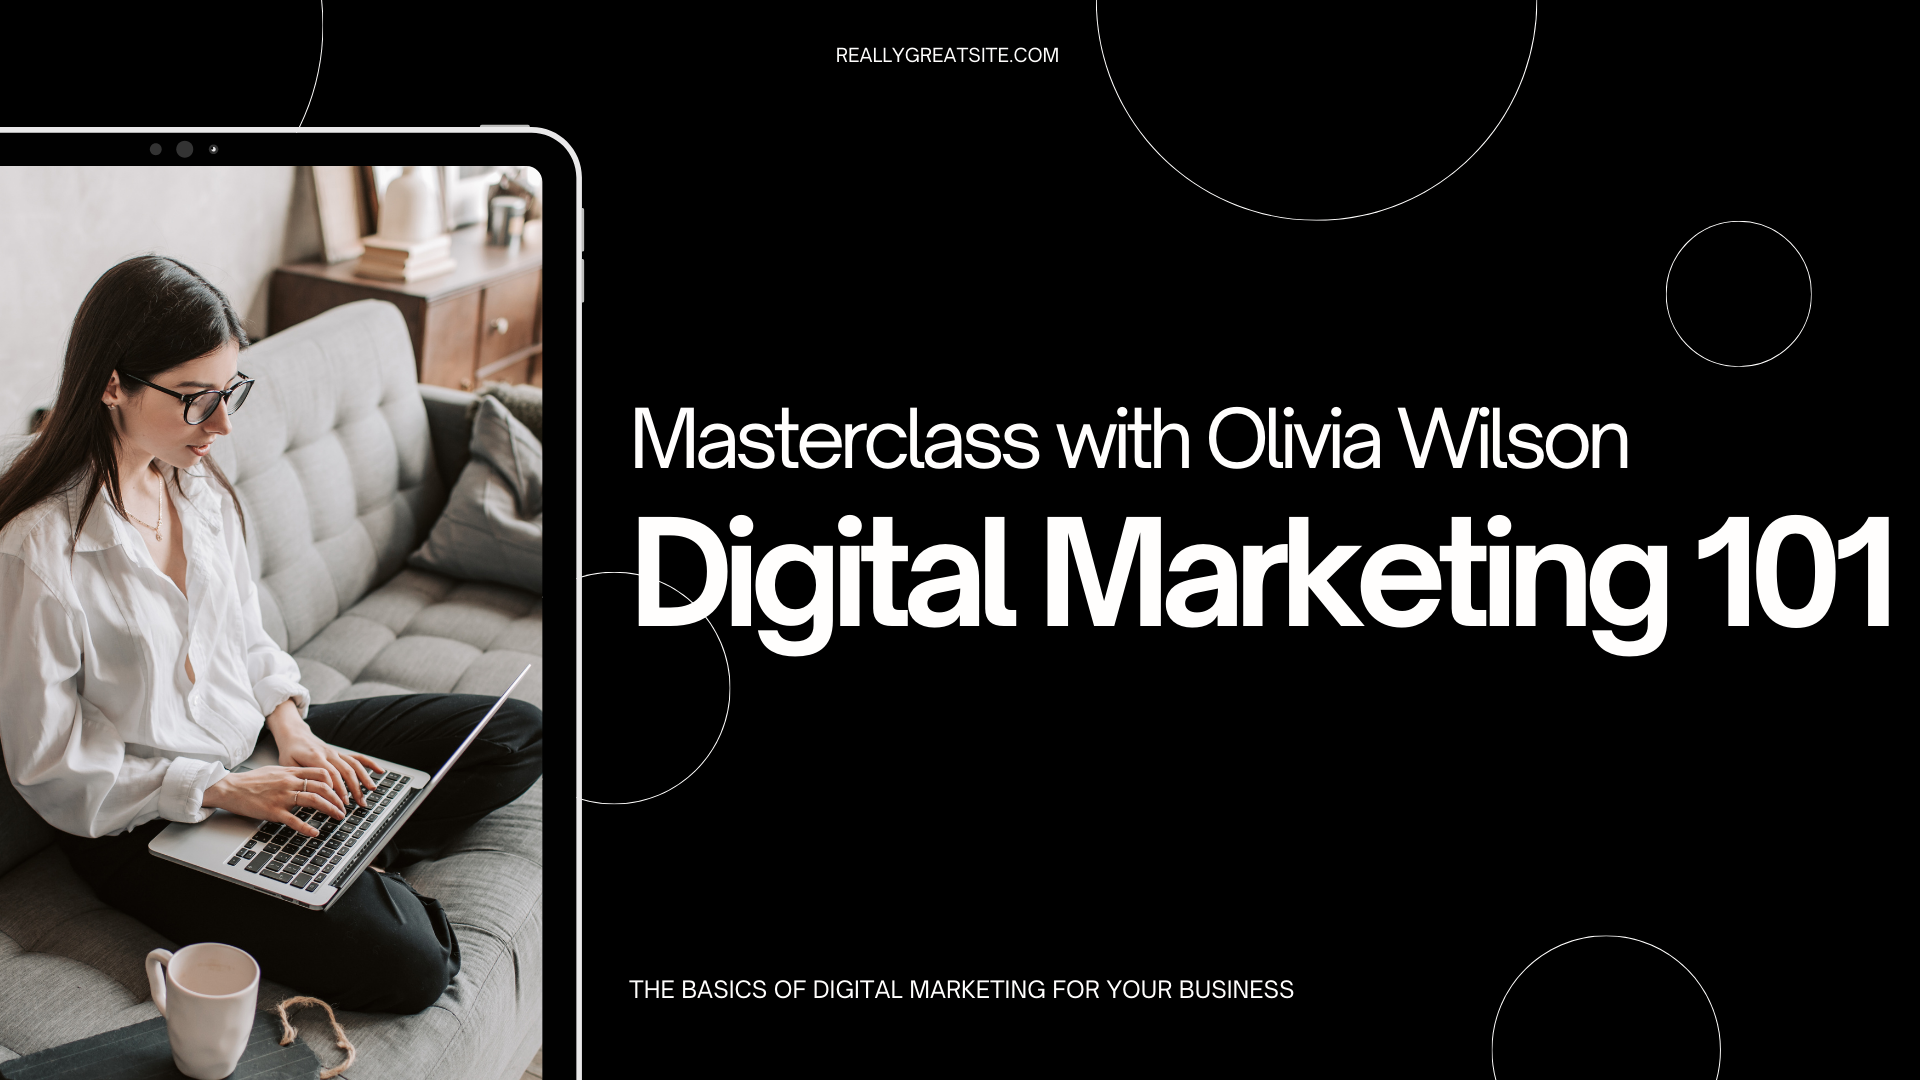 REALLYGREATSITE.COM
Masterclass with Olivia Wilson
Digital Marketing 101
THE BASICS OF DIGITAL MARKETING FOR YOUR BUSINESS